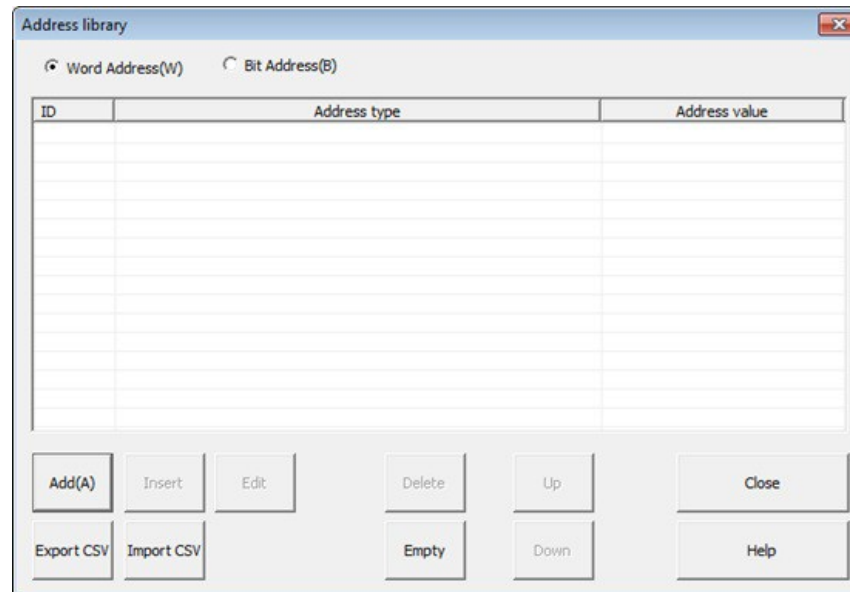 Address library
Word Address(W) Bit Address(B)
ID Address type Address value
Add(A) Insert Edit Delete Up Close
Export CSV Import CSV Empty Down Help